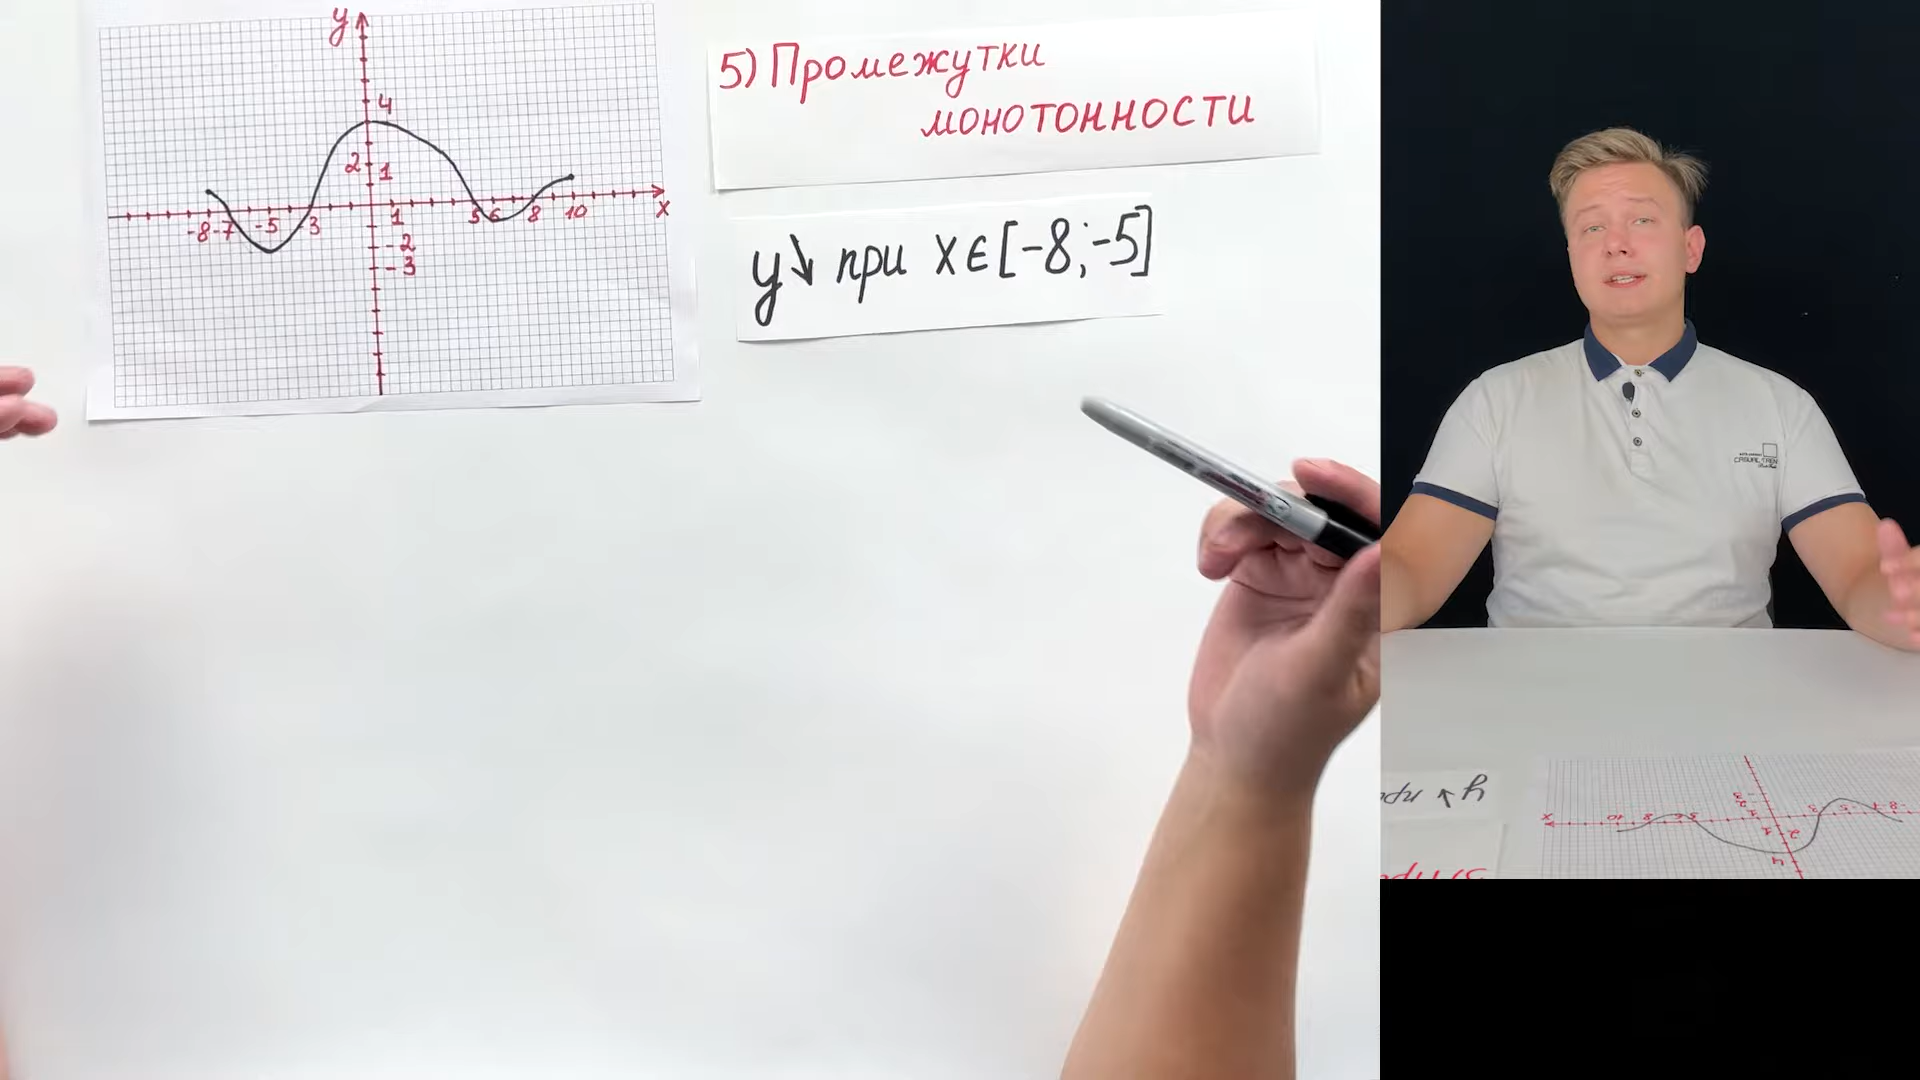 y
4
2
1
-8 -7 -5 -3 1 5 6 8 10 x
-2
-3
5) Промежутки
монотонности
y↘ при x∈[-8;-5]
CASUAL